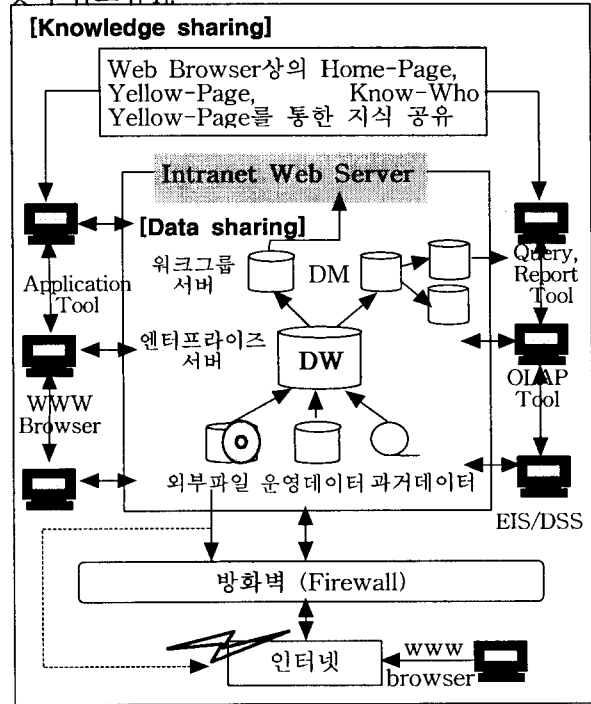 [Knowledge sharing]
Web Browser상의 Home-Page,
Yellow-Page, Know-Who
Yellow-Page를 통한 지식 공유
Intranet Web Server
[Data sharing]
워크그룹
서버
DM
Application
Tool
Query,
Report
Tool
엔터프라이즈
서버
DW
WWW
Browser
OLAP
Tool
외부파일 운영데이터 과거데이터
EIS/DSS
방화벽 (Firewall)
인터넷
www
browser